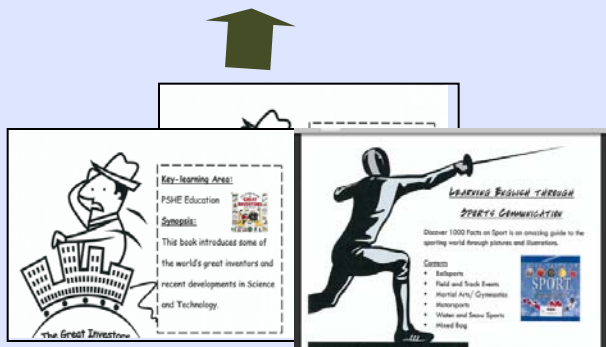 Key-learning Area:
PSHE Education
GREAT
INVENTORS
Synopsis:
This book introduces some of
the world's great inventors and
recent developments in Science
and Technology.
The Great Inventors
LEARNING ENGLISH THROUGH
SPORTS COMMUNICATION
Discover 1000 Facts on Sport is an amazing guide to the
sporting world through pictures and illustrations.
Contents
• Ballsports
• Field and Track Events
• Martial Arts/ Gymnastics
• Motorsports
• Water and Snow Sports
• Mixed Bag
SPORT